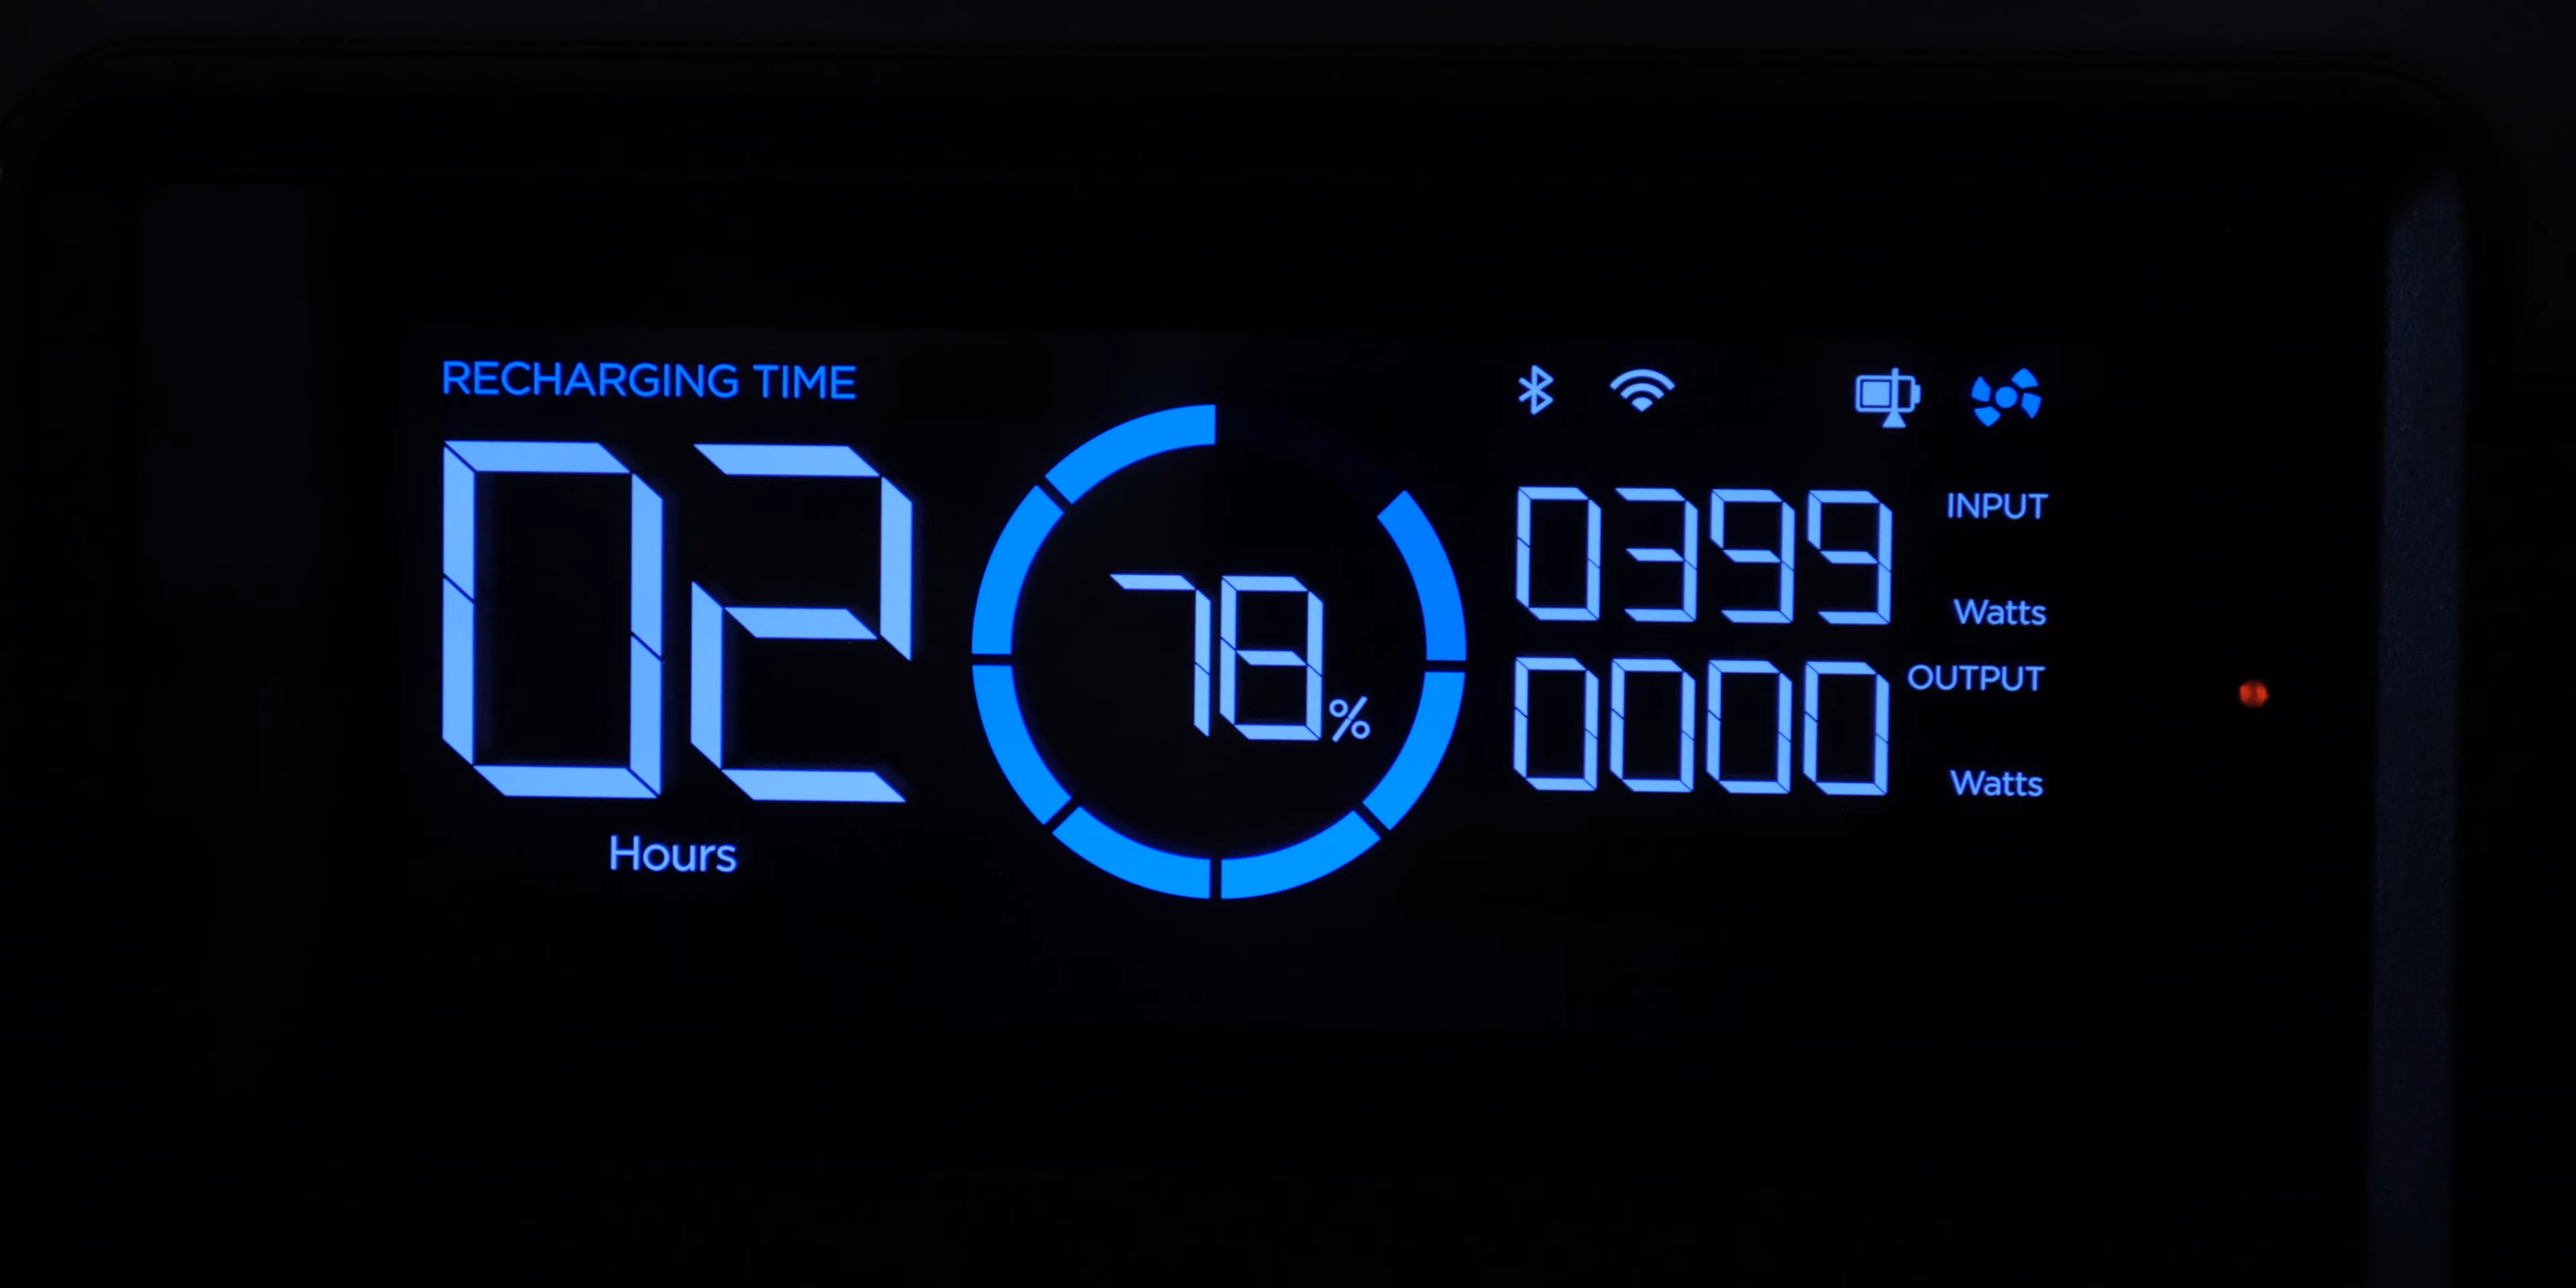 RECHARGING TIME
02
Hours
78%
0399 INPUT
Watts
0000 OUTPUT
Watts